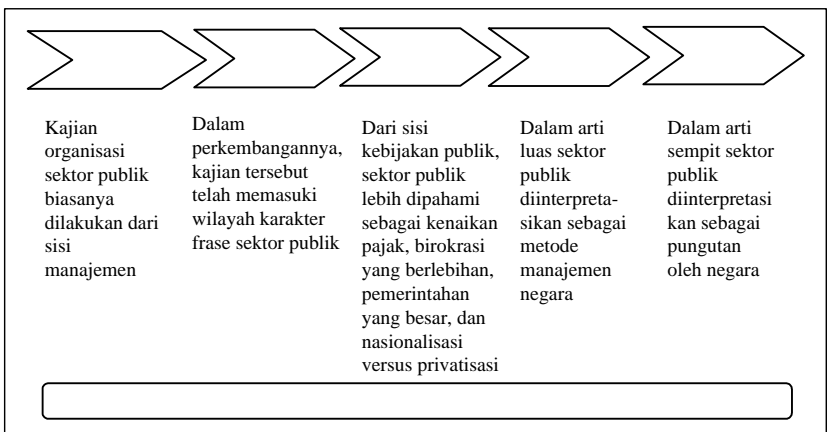 Kajian
organisasi
sektor publik
biasanya
dilakukan dari
sisi
manajemen
Dalam
perkembangannya,
kajian tersebut
telah memasuki
wilayah karakter
frase sektor publik
Dari sisi
kebijakan publik,
sektor publik
lebih dipahami
sebagai kenaikan
pajak, birokrasi
yang berlebihan,
pemerintahan
yang besar, dan
nasionalisasi
versus privatisasi
Dalam arti
luas sektor
publik
diinterpreta-
sikan sebagai
metode
manajemen
negara
Dalam arti
sempit sektor
publik
diinterpretasi
kan sebagai
pungutan
oleh negara